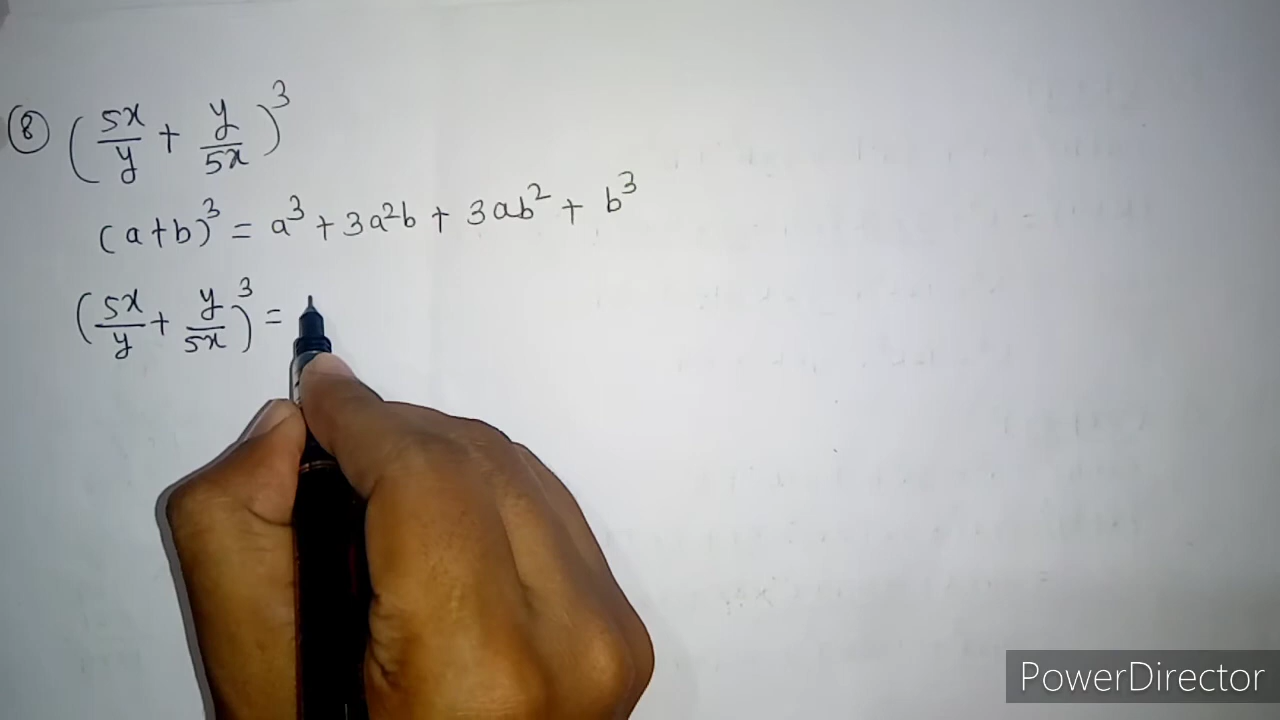 ⑧ (5x/y + y/5x)³
(a+b)³ = a³ + 3a²b + 3ab² + b³
(5x/y + y/5x)³ =
PowerDirector